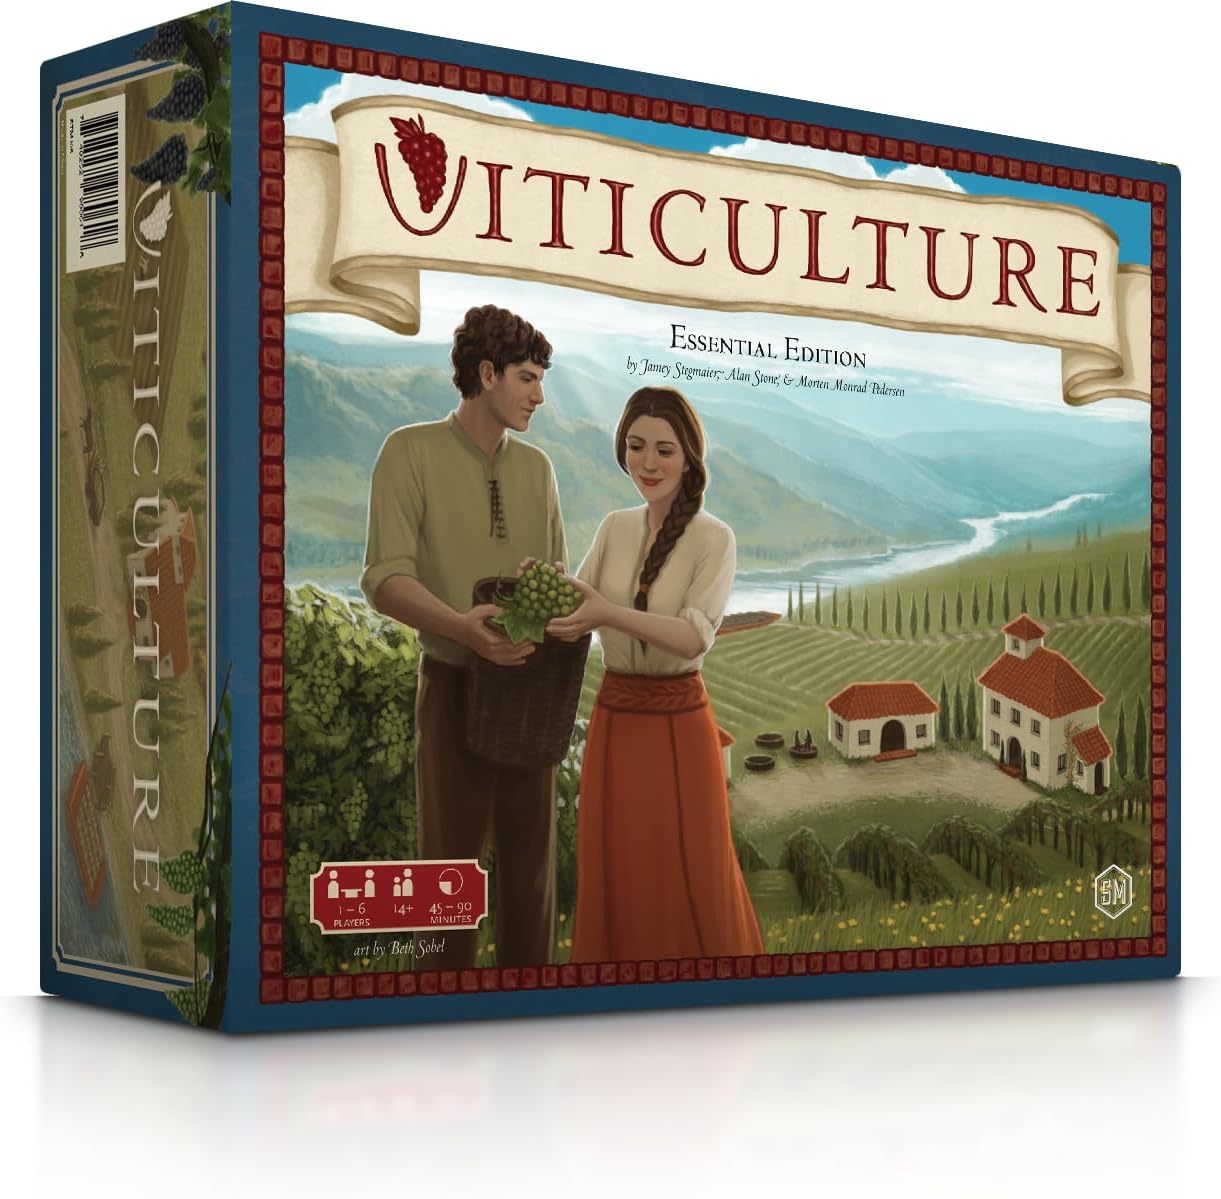 VITICULTURE
ESSENTIAL EDITION
by Jamey Stegmaier, Alan Stone, & Morten Monrad Pedersen
1-6
PLAYERS
14+
45-90
MINUTES
art by Beth Sobel
SM
VITICULTURE
STM105